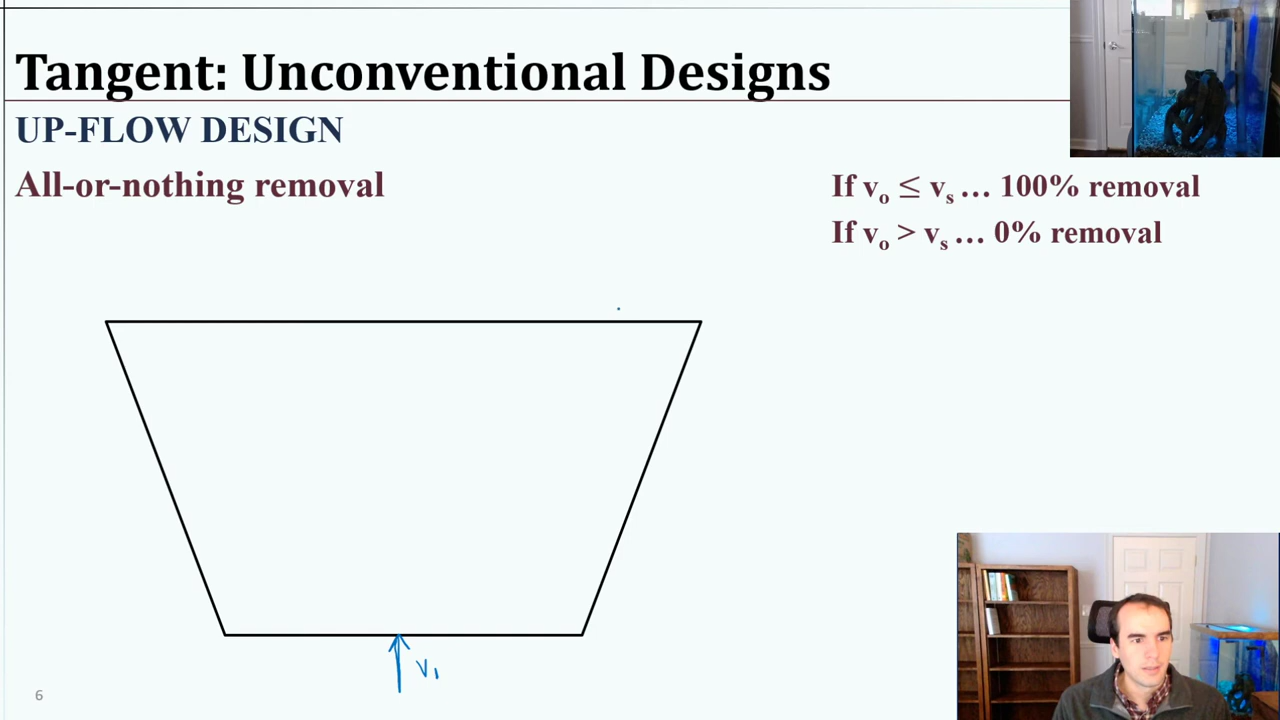 Tangent: Unconventional Designs
UP-FLOW DESIGN
All-or-nothing removal
If vₒ ≤ vₛ … 100% removal
If vₒ > vₛ … 0% removal
v₁
6